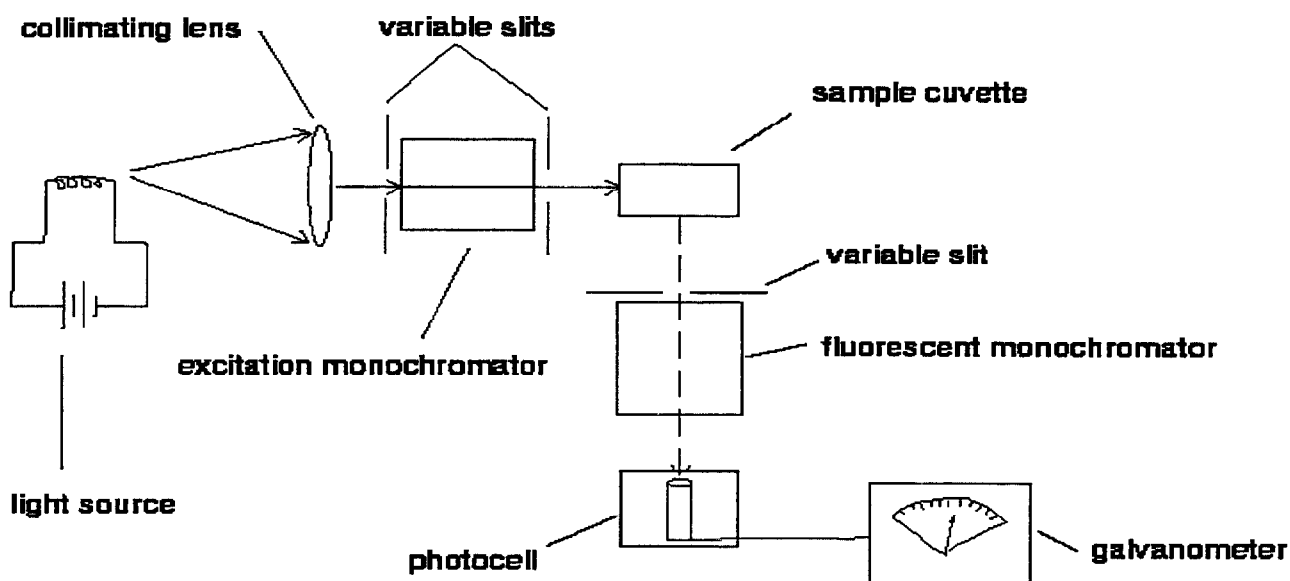 collimating lens
variable slits
sample cuvette
variable slit
excitation monochromator
fluorescent monochromator
light source
photocell
galvanometer